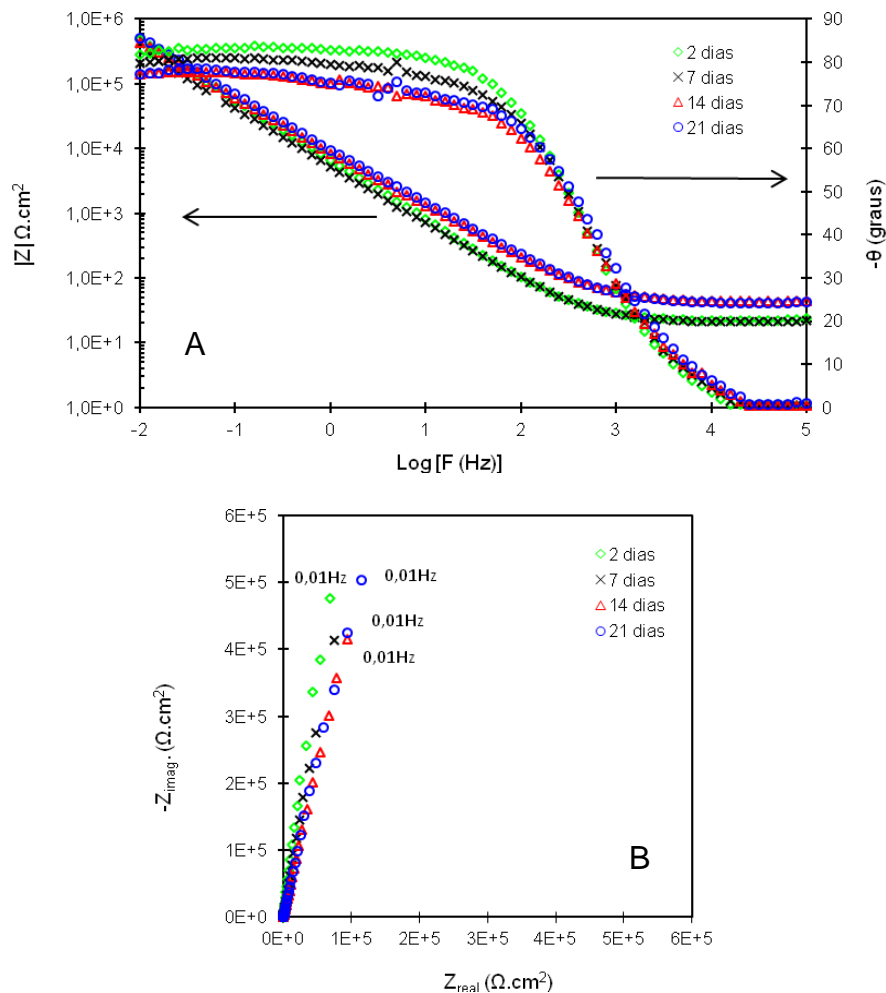 1,0E+6
1,0E+5
1,0E+4
1,0E+3
1,0E+2
1,0E+1
1,0E+0
|Z| Ω.cm²
90
80
70
60
50
40
30
20
10
0
-θ (graus)
2 dias
7 dias
14 dias
21 dias
A
-2
-1
0
1
2
3
4
5
Log [F (Hz)]
6E+5
5E+5
4E+5
3E+5
2E+5
1E+5
0E+0
-Zimag. (Ω.cm²)
2 dias
7 dias
14 dias
21 dias
0,01Hz
0,01Hz
0,01Hz
0,01Hz
B
0E+0
1E+5
2E+5
3E+5
4E+5
5E+5
6E+5
Zreal (Ω.cm²)